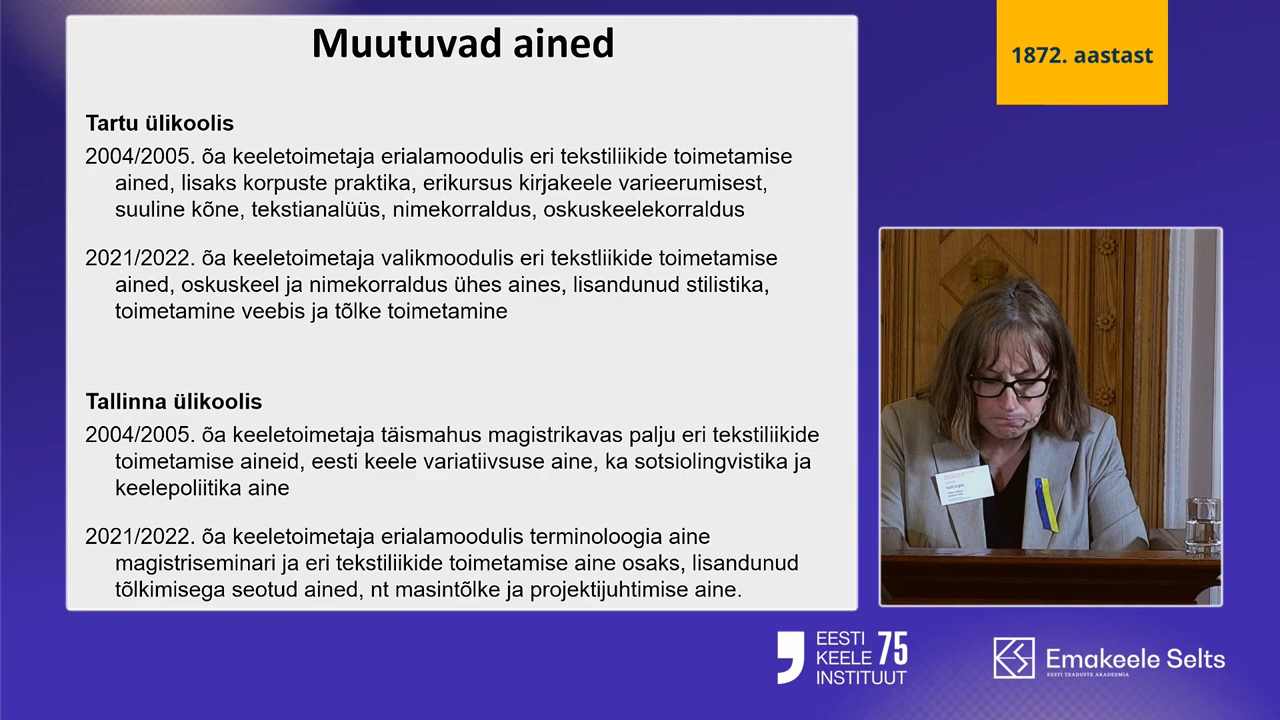 Muutuvad ained
1872. aastast
Tartu ülikoolis
2004/2005. õa keeletoimetaja erialamoodulis eri tekstiliikide toimetamise
ained, lisaks korpuste praktika, erikursus kirjakeele varieerumisest,
suuline kõne, tekstianalüüs, nimekorraldus, oskuskeelekorraldus
2021/2022. õa keeletoimetaja valikmoodulis eri tekstliikide toimetamise
ained, oskuskeel ja nimekorraldus ühes aines, lisandunud stilistika,
toimetamine veebis ja tõlke toimetamine
Tallinna ülikoolis
2004/2005. õa keeletoimetaja täismahus magistrikavas palju eri tekstiliikide
toimetamise aineid, eesti keele variatiivsuse aine, ka sotsiolingvistika ja
keelepoliitika aine
2021/2022. õa keeletoimetaja erialamoodulis terminoloogia aine
magistriseminari ja eri tekstiliikide toimetamise aine osaks, lisandunud
tõlkimisega seotud ained, nt masintõlke ja projektijuhtimise aine.
EESTI
KEELE 75
INSTITUUT
Emakeele Selts
EESTI TEADUSTE AKADEEMIA